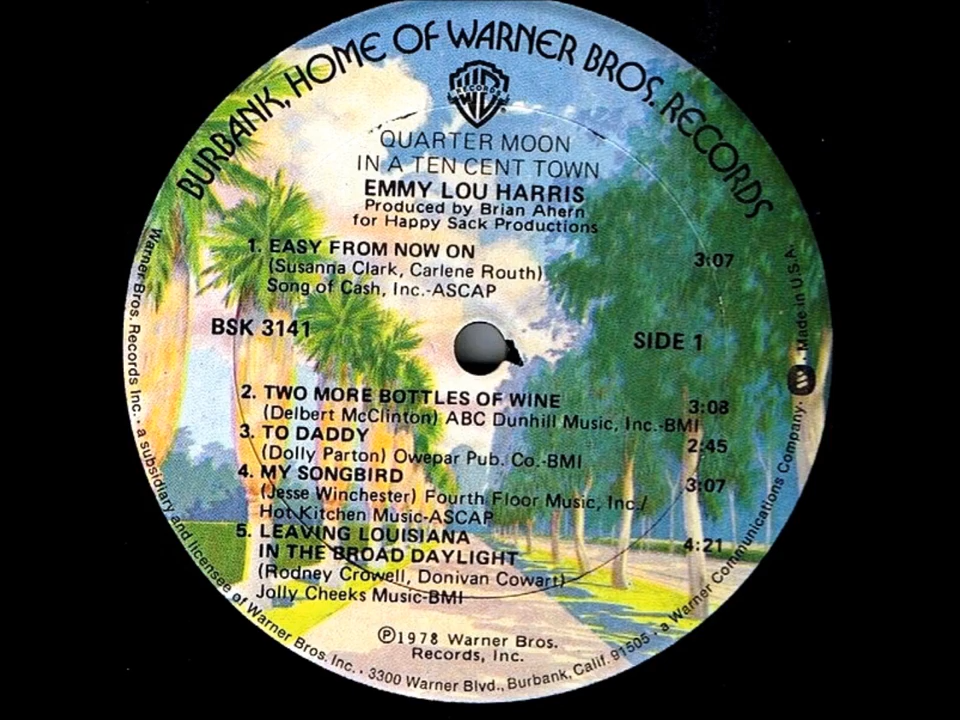 BURBANK, HOME OF WARNER BROS. RECORDS
WB
RECORDS
QUARTER MOON
IN A TEN CENT TOWN
EMMY LOU HARRIS
Produced by Brian Ahern
for Happy Sack Productions
1. EASY FROM NOW ON 3:07
(Susanna Clark, Carlene Routh)
Song of Cash, Inc.-ASCAP
BSK 3141 SIDE 1
2. TWO MORE BOTTLES OF WINE 3:08
(Delbert McClinton) ABC Dunhill Music, Inc.-BMI
3. TO DADDY 2:45
(Dolly Parton) Owepar Pub. Co.-BMI
4. MY SONGBIRD 3:07
(Jesse Winchester) Fourth Floor Music, Inc./
Hot Kitchen Music-ASCAP
5. LEAVING LOUISIANA
IN THE BROAD DAYLIGHT 4:21
(Rodney Crowell, Donivan Cowart)
Jolly Cheeks Music-BMI
℗1978 Warner Bros.
Records, Inc.
Warner Bros. Records Inc. · a subsidiary and licensee of Warner Bros. Inc. · 3300 Warner Blvd., Burbank, Calif. 91505 · a Warner Communications Company. · Made in U.S.A.